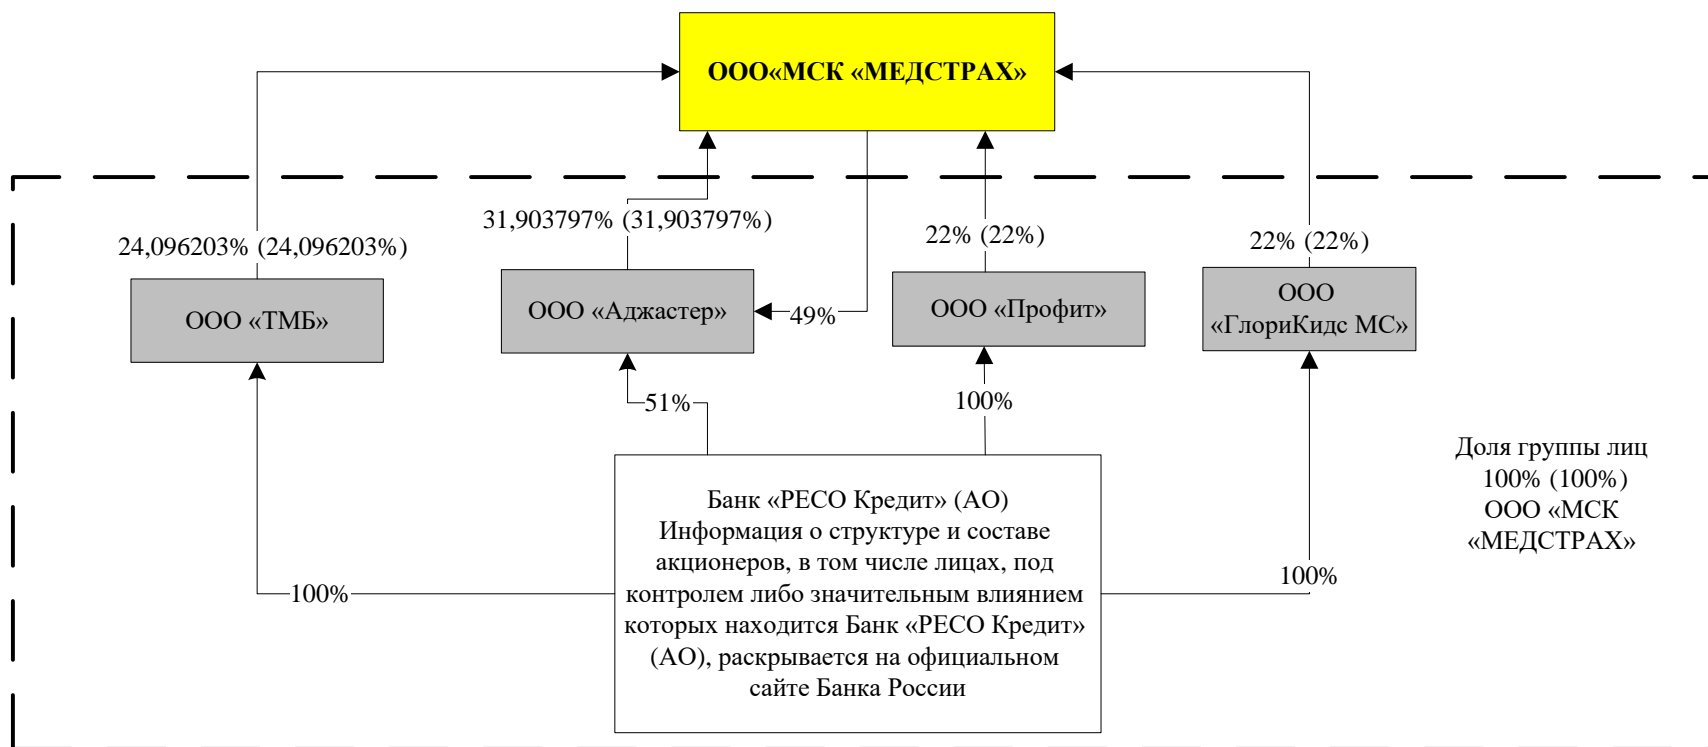 ООО«МСК «МЕДСТРАХ»
24,096203% (24,096203%)
31,903797% (31,903797%)
22% (22%)
22% (22%)
ООО «ТМБ»
ООО «Аджастер»
49%
ООО «Профит»
ООО
«ГлориКидс МС»
51%
100%
100%
100%
Банк «РЕСО Кредит» (АО)
Информация о структуре и составе
акционеров, в том числе лицах, под
контролем либо значительным влиянием
которых находится Банк «РЕСО Кредит»
(АО), раскрывается на официальном
сайте Банка России
Доля группы лиц
100% (100%)
ООО «МСК
«МЕДСТРАХ»